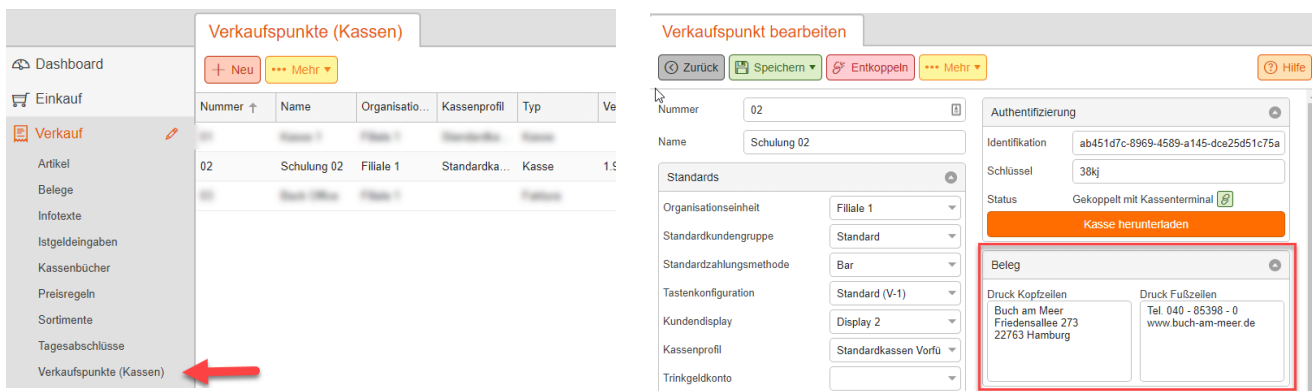 Verkaufspunkte (Kassen)
Dashboard
Einkauf
Verkauf
Artikel
Belege
Infotexte
Istgeldeingaben
Kassenbücher
Preisregeln
Sortimente
Tagesabschlüsse
Verkaufspunkte (Kassen)
+ Neu ••• Mehr
Nummer Name Organisatio... Kassenprofil Typ Ve
02 Schulung 02 Filiale 1 Standardka... Kasse 1.9
Verkaufspunkt bearbeiten
Zurück Speichern Entkoppeln ••• Mehr Hilfe
Nummer 02
Name Schulung 02
Standards
Organisationseinheit Filiale 1
Standardkundengruppe Standard
Standardzahlungsmethode Bar
Tastenkonfiguration Standard (V-1)
Kundendisplay Display 2
Kassenprofil Standardkassen Vorfü
Trinkgeldkonto
Authentifizierung
Identifikation ab451d7c-8969-4589-a145-dce25d51c75a
Schlüssel 38kj
Status Gekoppelt mit Kassenterminal
Kasse herunterladen
Beleg
Druck Kopfzeilen
Buch am Meer
Friedensallee 273
22763 Hamburg
Druck Fußzeilen
Tel. 040 - 85398 - 0
www.buch-am-meer.de